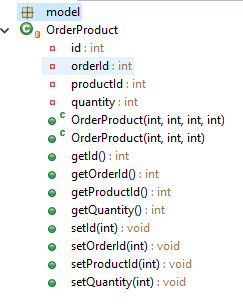 model
OrderProduct
id : int
orderId : int
productId : int
quantity : int
OrderProduct(int, int, int, int)
OrderProduct(int, int, int)
getId() : int
getOrderId() : int
getProductId() : int
getQuantity() : int
setId(int) : void
setOrderId(int) : void
setProductId(int) : void
setQuantity(int) : void